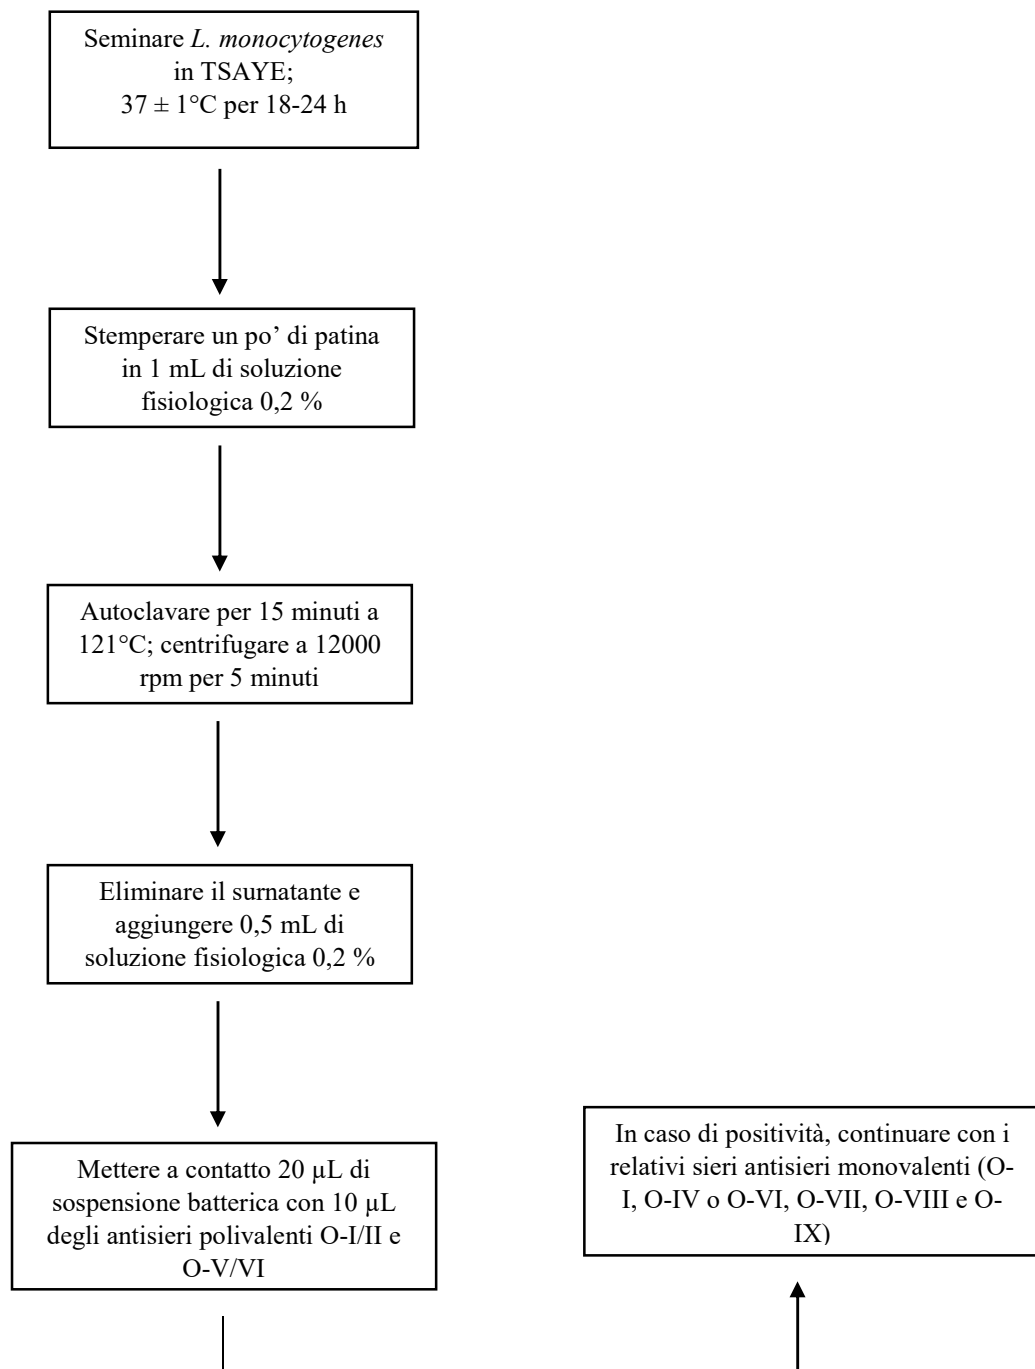 Seminare L. monocytogenes
in TSAYE;
37 ± 1°C per 18-24 h
Stemperare un po’ di patina
in 1 mL di soluzione
fisiologica 0,2 %
Autoclavare per 15 minuti a
121°C; centrifugare a 12000
rpm per 5 minuti
Eliminare il surnatante e
aggiungere 0,5 mL di
soluzione fisiologica 0,2 %
Mettere a contatto 20 µL di
sospensione batterica con 10 µL
degli antisieri polivalenti O-I/II e
O-V/VI
In caso di positività, continuare con i
relativi sieri antisieri monovalenti (O-
I, O-IV o O-VI, O-VII, O-VIII e O-
IX)